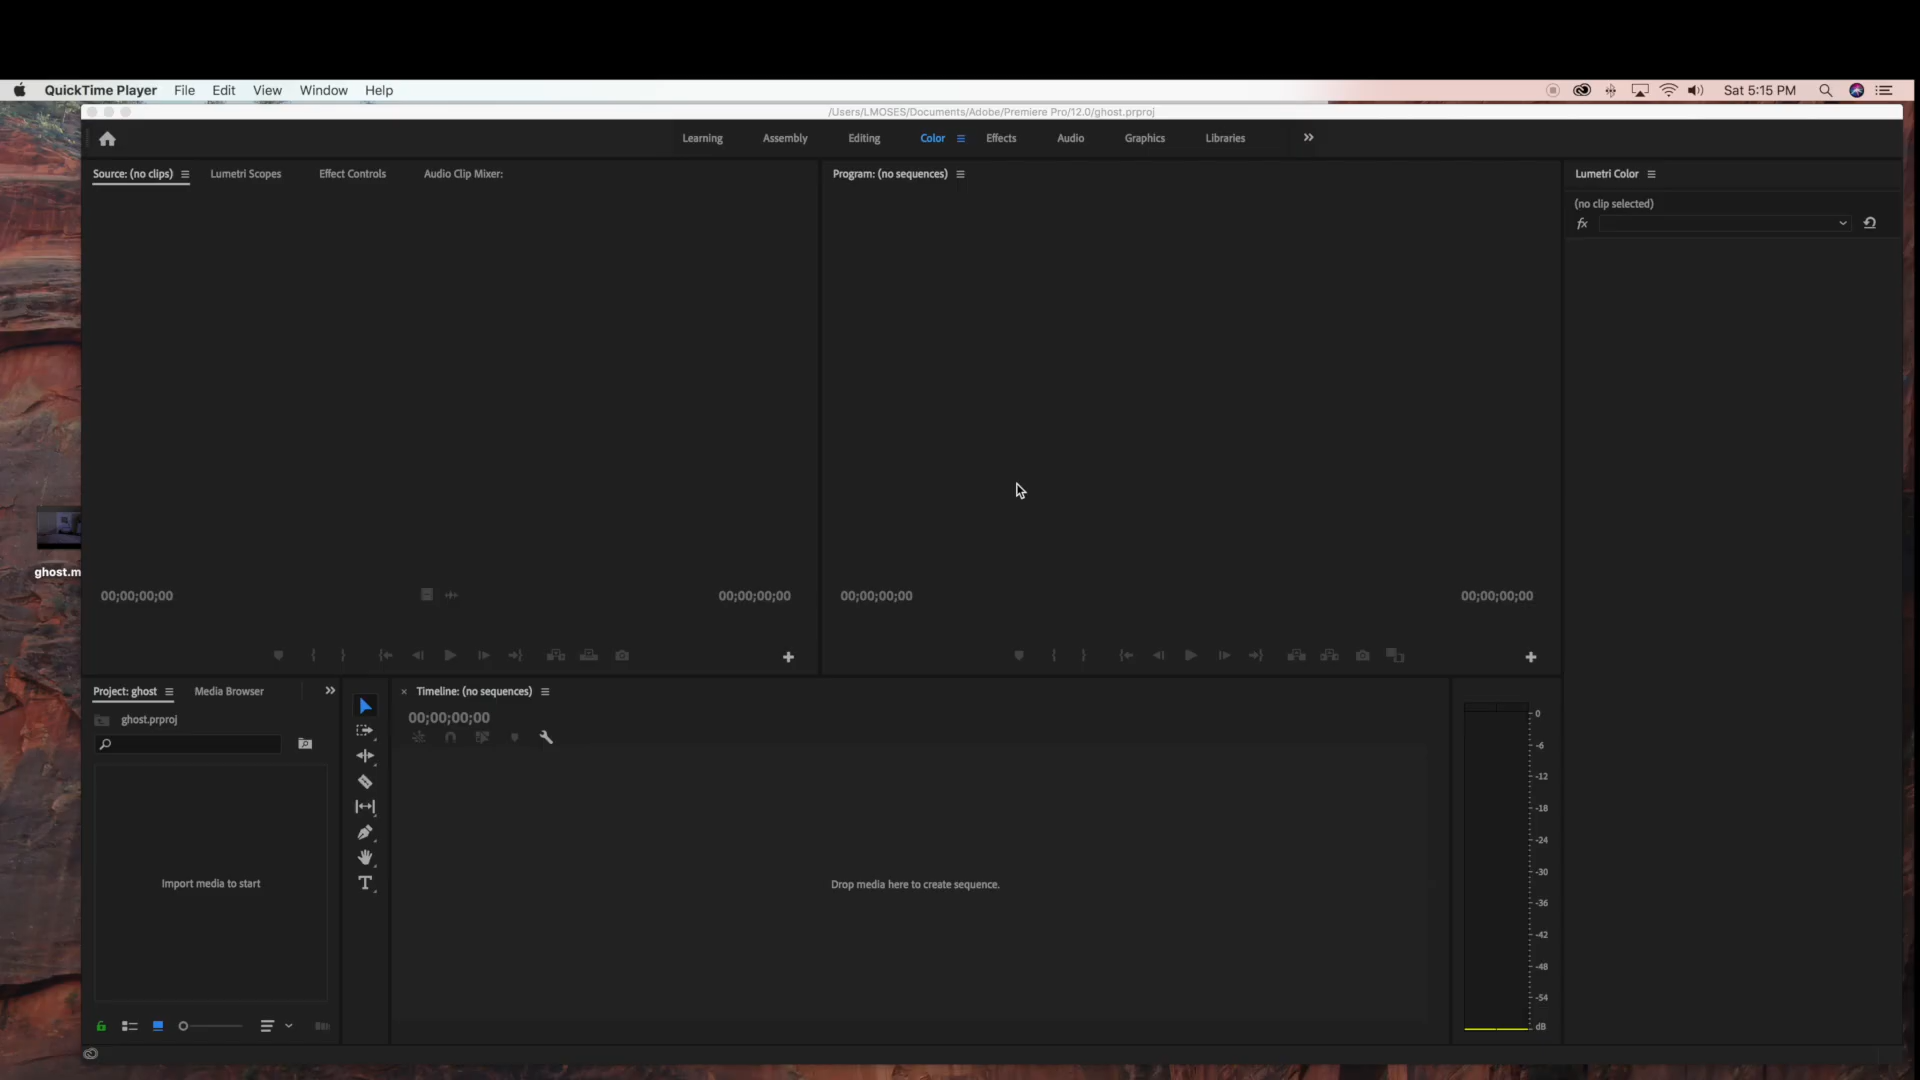 QuickTime Player File Edit View Window Help Sat 5:15 PM
/Users/LMOSES/Documents/Adobe/Premiere Pro/12.0/ghost.prproj
Learning Assembly Editing Color Effects Audio Graphics Libraries
Source: (no clips) Lumetri Scopes Effect Controls Audio Clip Mixer:
Program: (no sequences)
Lumetri Color
(no clip selected)
fx
ghost.m
00;00;00;00 00;00;00;00
00;00;00;00 00;00;00;00
Project: ghost Media Browser
ghost.prproj
Import media to start
Timeline: (no sequences)
00;00;00;00
Drop media here to create sequence.
0
-6
-12
-18
-24
-30
-36
-42
-48
-54
dB